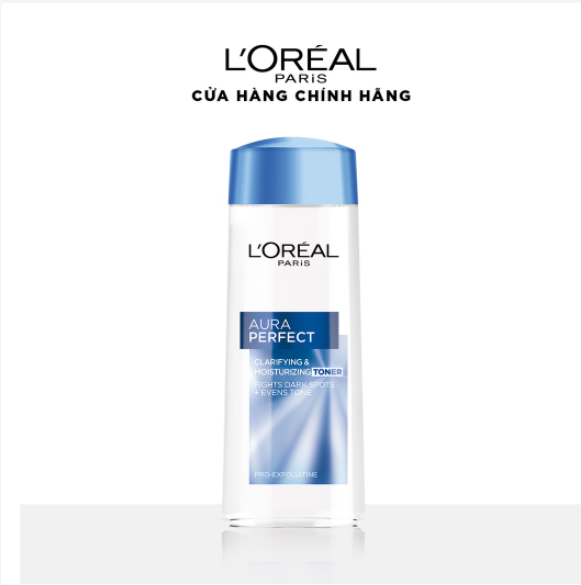 L'ORÉAL
PARiS
CỬA HÀNG CHÍNH HÃNG
L'ORÉAL
PARiS
AURA
PERFECT
CLARIFYING &
MOISTURIZING TONER
FIGHTS DARK SPOTS
+ EVENS TONE
PRO-EXFOLIATINE